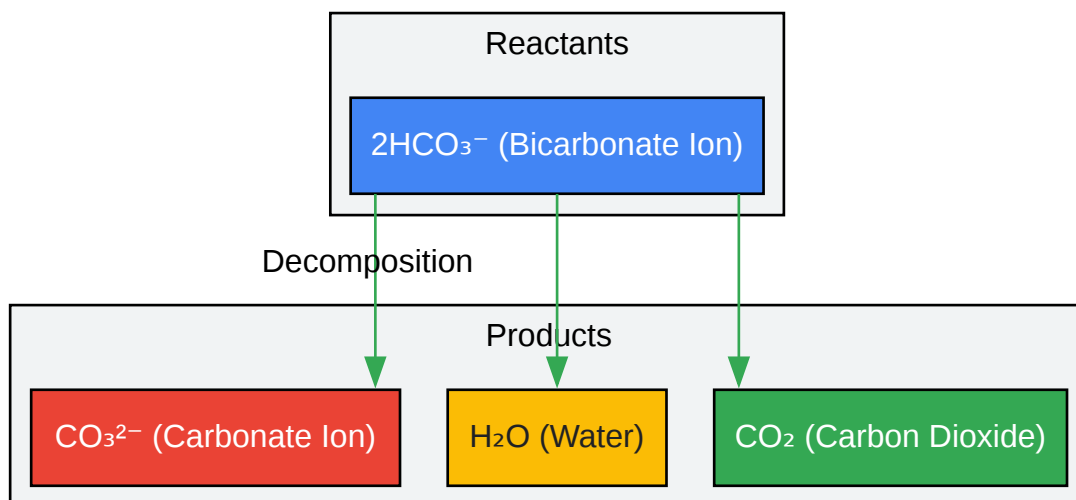 Reactants
2HCO₃⁻ (Bicarbonate Ion)
Decomposition
Products
CO₃²⁻ (Carbonate Ion)
H₂O (Water)
CO₂ (Carbon Dioxide)